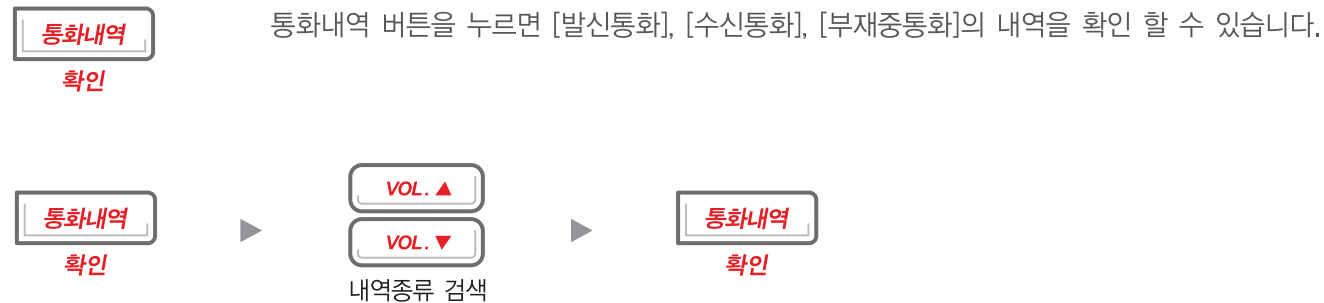 통화내역 통화내역 버튼을 누르면 [발신통화], [수신통화], [부재중통화]의 내역을 확인 할 수 있습니다.
확인
VOL. ▲
통화내역 ▶ VOL. ▼ ▶ 통화내역
확인 확인
내역종류 검색